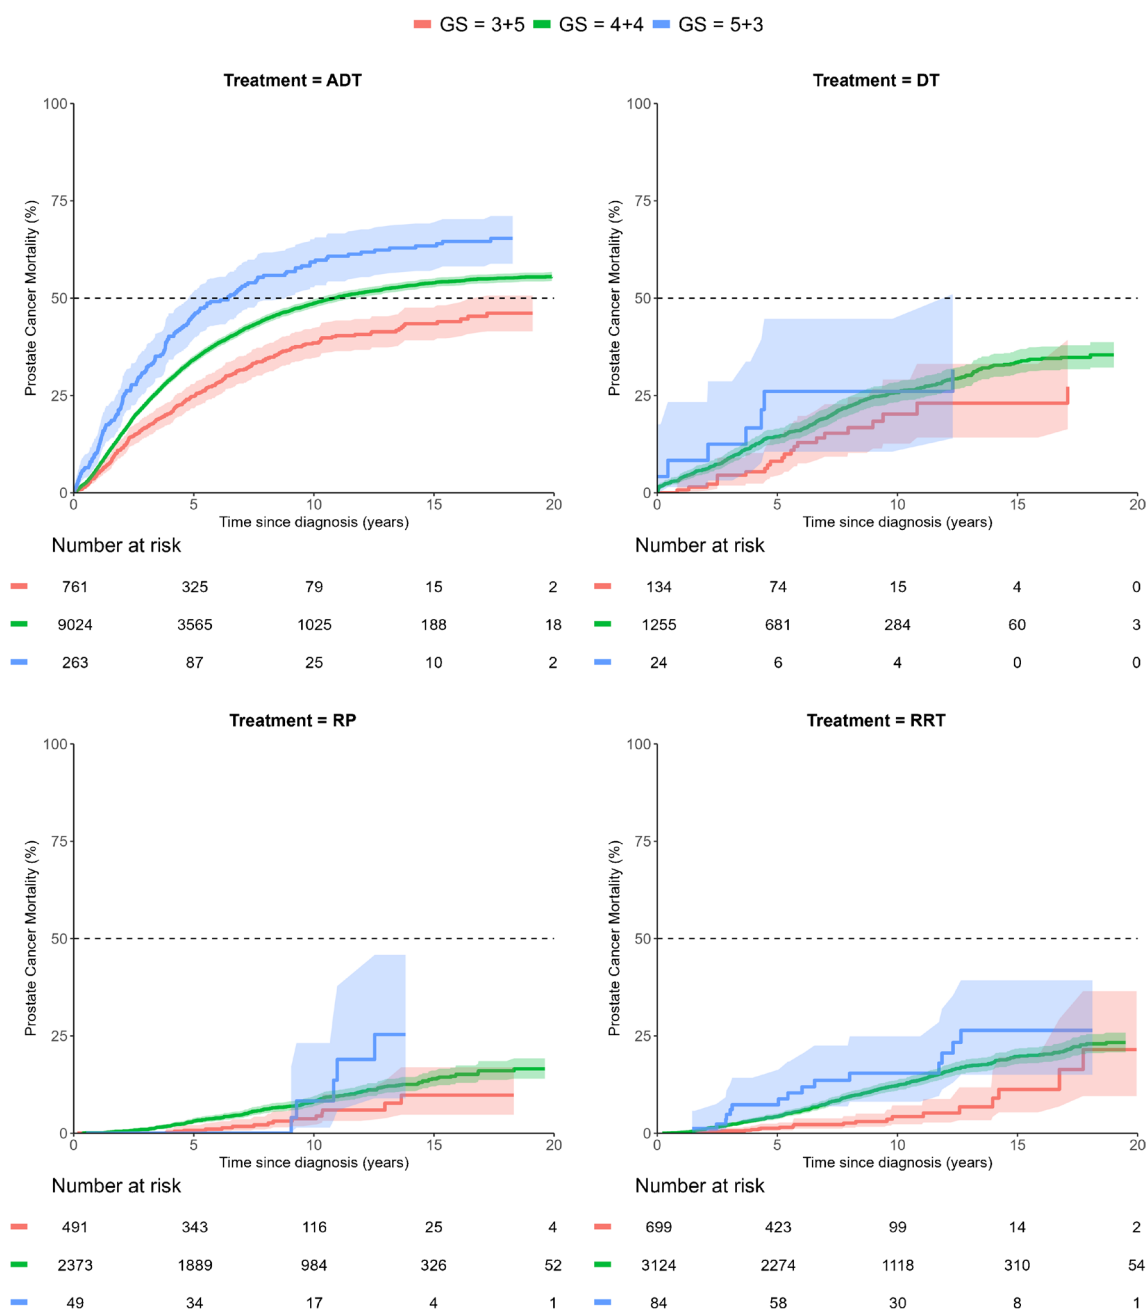 GS = 3+5 GS = 4+4 GS = 5+3
Treatment = ADT
100
75
50
25
0
Prostate Cancer Mortality (%)
0 5 10 15 20
Time since diagnosis (years)
Number at risk
761 325 79 15 2
9024 3565 1025 188 18
263 87 25 10 2
Treatment = DT
100
75
50
25
0
Prostate Cancer Mortality (%)
0 5 10 15 20
Time since diagnosis (years)
Number at risk
134 74 15 4 0
1255 681 284 60 3
24 6 4 0 0
Treatment = RP
100
75
50
25
0
Prostate Cancer Mortality (%)
0 5 10 15 20
Time since diagnosis (years)
Number at risk
491 343 116 25 4
2373 1889 984 326 52
49 34 17 4 1
Treatment = RRT
100
75
50
25
0
Prostate Cancer Mortality (%)
0 5 10 15 20
Time since diagnosis (years)
Number at risk
699 423 99 14 2
3124 2274 1118 310 54
84 58 30 8 1